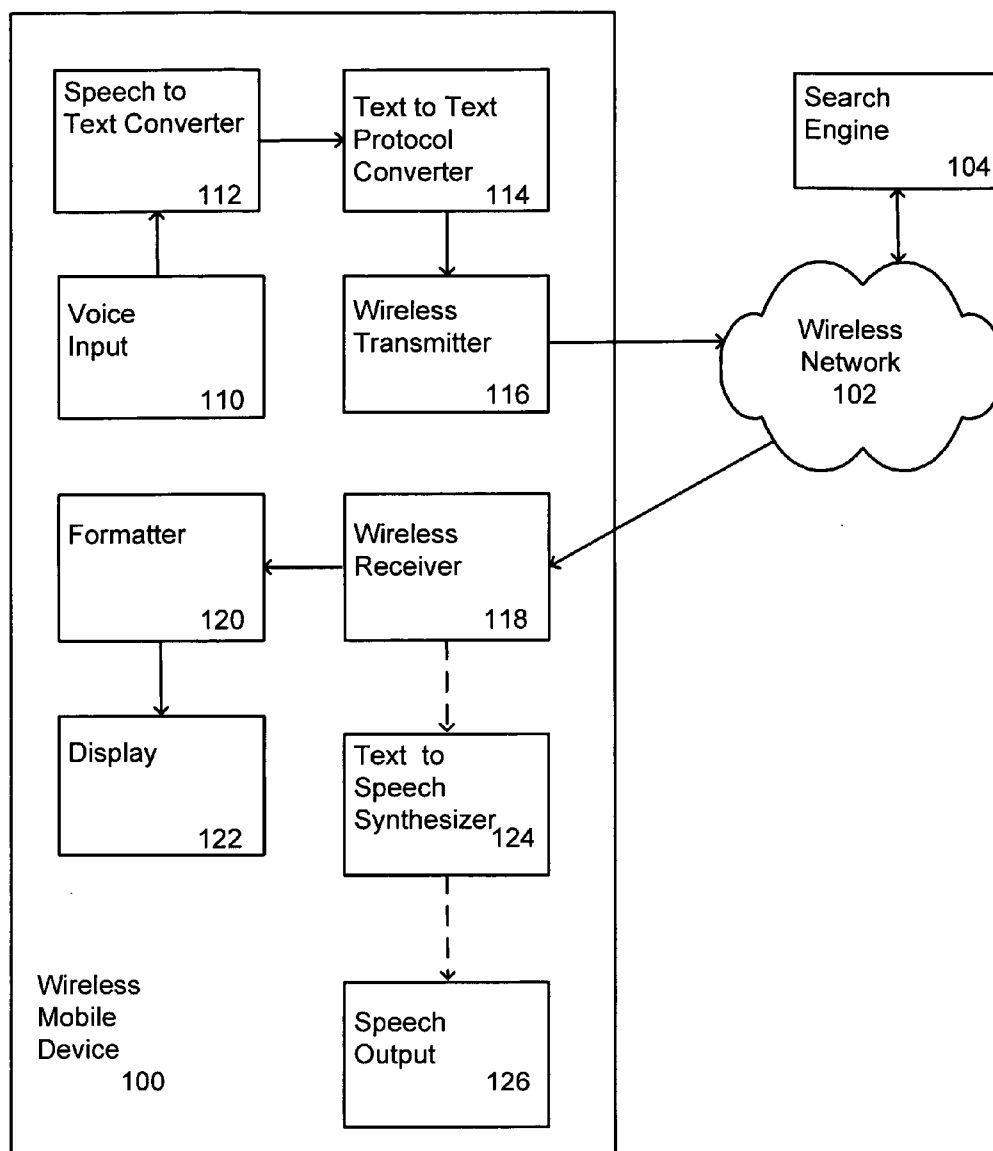 Speech to
Text Converter
112
Text to Text
Protocol
Converter
114
Search
Engine
104
Voice
Input
110
Wireless
Transmitter
116
Wireless
Network
102
Formatter
120
Wireless
Receiver
118
Display
122
Text to
Speech
Synthesizer
124
Wireless
Mobile
Device
100
Speech
Output
126